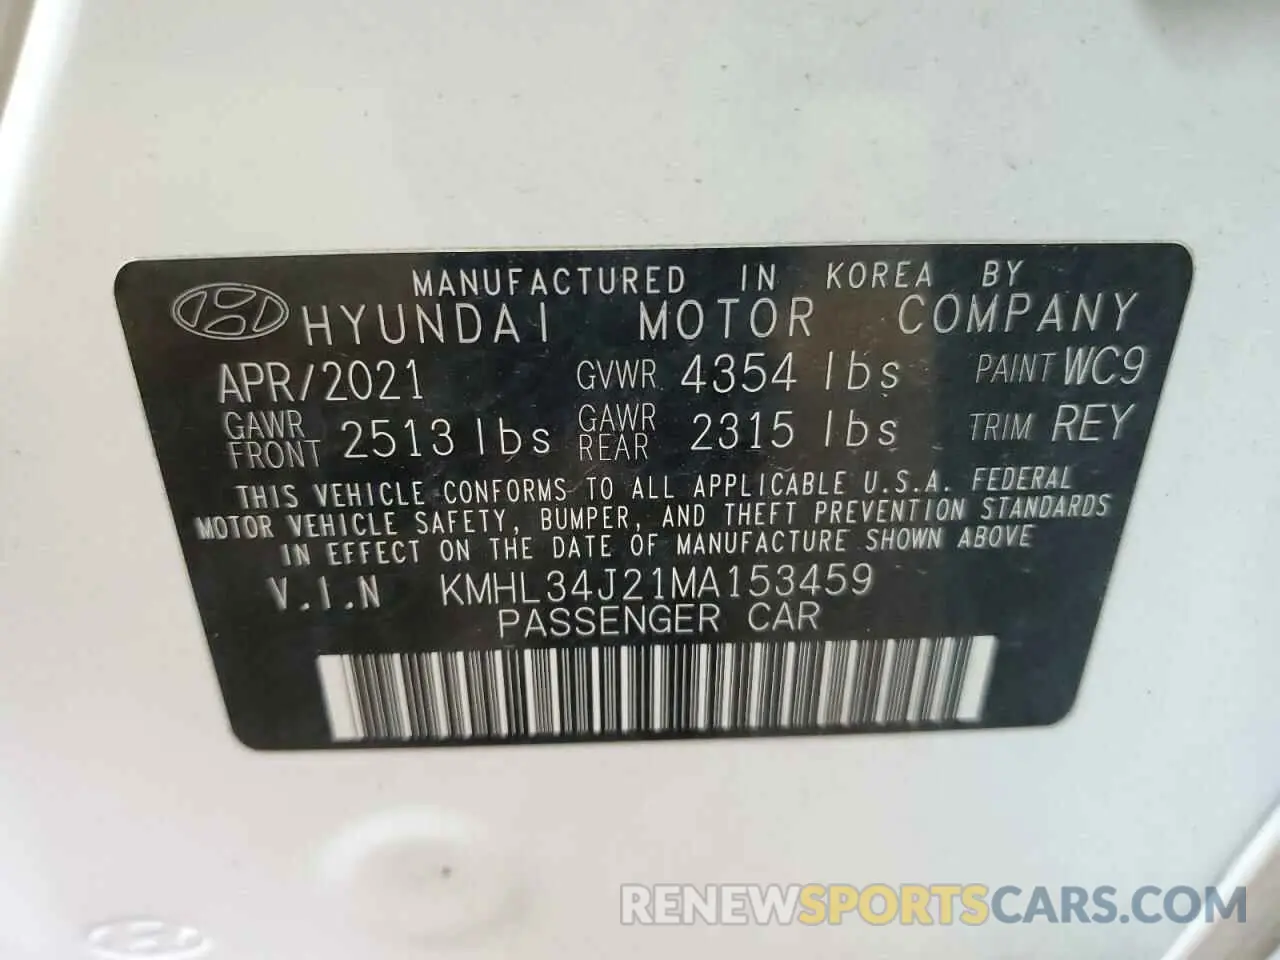 MANUFACTURED IN KOREA BY
HYUNDAI MOTOR COMPANY
APR/2021 GVWR 4354 lbs PAINT WC9
GAWR FRONT 2513 lbs GAWR REAR 2315 lbs TRIM REY
THIS VEHICLE CONFORMS TO ALL APPLICABLE U.S.A. FEDERAL
MOTOR VEHICLE SAFETY, BUMPER, AND THEFT PREVENTION STANDARDS
IN EFFECT ON THE DATE OF MANUFACTURE SHOWN ABOVE
V.I.N KMHL34J21MA153459
PASSENGER CAR
RENEWSPORTSCARS.COM